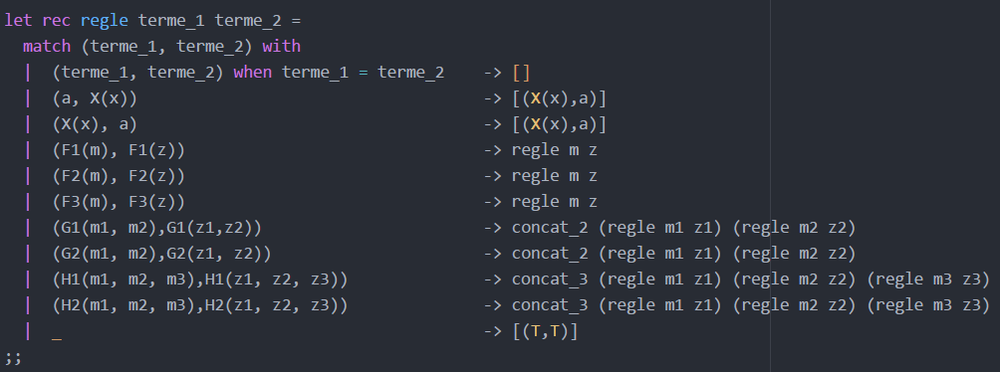 let rec regle terme_1 terme_2 =
  match (terme_1, terme_2) with
  |  (terme_1, terme_2) when terme_1 = terme_2    -> []
  |  (a, X(x))                                    -> [(X(x),a)]
  |  (X(x), a)                                    -> [(X(x),a)]
  |  (F1(m), F1(z))                               -> regle m z
  |  (F2(m), F2(z))                               -> regle m z
  |  (F3(m), F3(z))                               -> regle m z
  |  (G1(m1, m2),G1(z1,z2))                       -> concat_2 (regle m1 z1) (regle m2 z2)
  |  (G2(m1, m2),G2(z1, z2))                      -> concat_2 (regle m1 z1) (regle m2 z2)
  |  (H1(m1, m2, m3),H1(z1, z2, z3))              -> concat_3 (regle m1 z1) (regle m2 z2) (regle m3 z3)
  |  (H2(m1, m2, m3),H2(z1, z2, z3))              -> concat_3 (regle m1 z1) (regle m2 z2) (regle m3 z3)
  |  _                                            -> [(T,T)]
;;